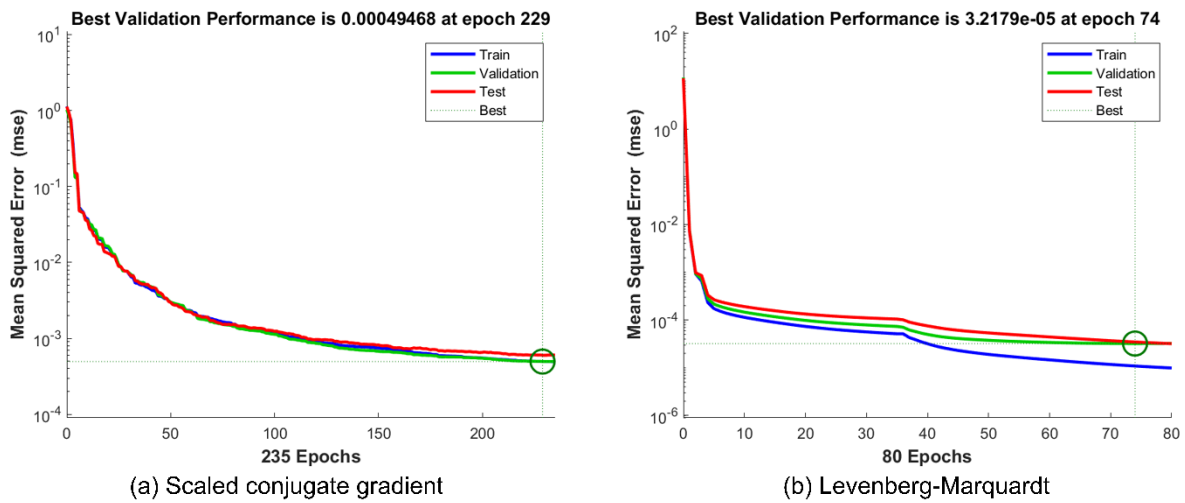 Best Validation Performance is 0.00049468 at epoch 229
Mean Squared Error (mse)
10^1
10^0
10^-1
10^-2
10^-3
10^-4
Train
Validation
Test
Best
0
50
100
150
200
235 Epochs
(a) Scaled conjugate gradient
Best Validation Performance is 3.2179e-05 at epoch 74
Mean Squared Error (mse)
10^2
10^0
10^-2
10^-4
10^-6
Train
Validation
Test
Best
0
10
20
30
40
50
60
70
80
80 Epochs
(b) Levenberg-Marquardt